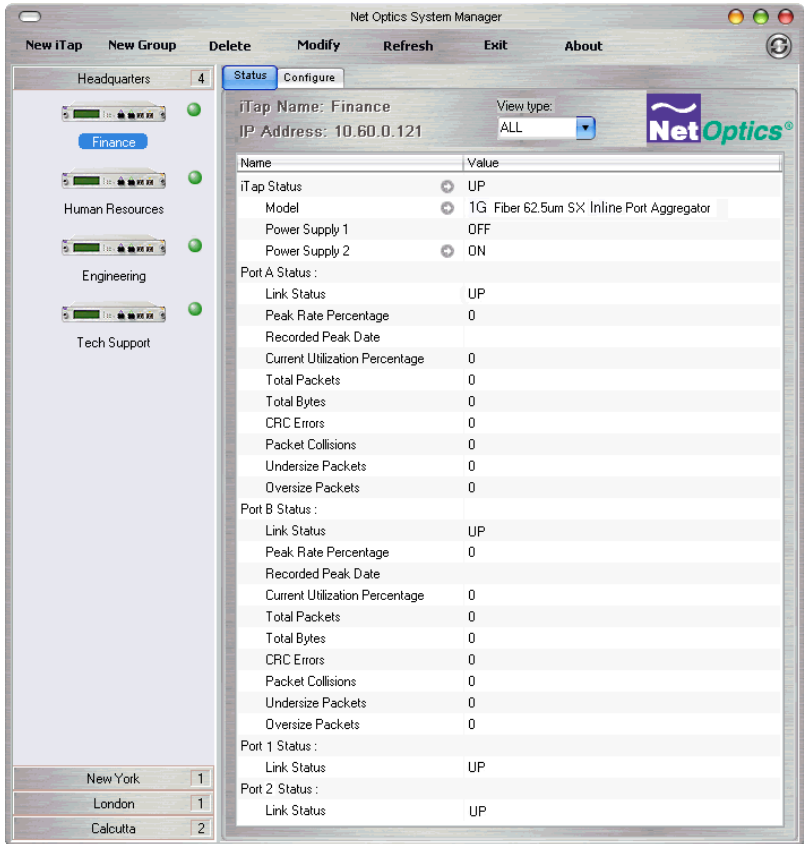 Net Optics System Manager
New iTap New Group Delete Modify Refresh Exit About
Headquarters 4
Finance
Human Resources
Engineering
Tech Support
New York 1
London 1
Calcutta 2
Status Configure
iTap Name: Finance
IP Address: 10.60.0.121
View type:
ALL
Net Optics®
Name Value
iTap Status UP
Model 1G Fiber 62.5um SX Inline Port Aggregator
Power Supply 1 OFF
Power Supply 2 ON
Port A Status :
Link Status UP
Peak Rate Percentage 0
Recorded Peak Date
Current Utilization Percentage 0
Total Packets 0
Total Bytes 0
CRC Errors 0
Packet Collisions 0
Undersize Packets 0
Oversize Packets 0
Port B Status :
Link Status UP
Peak Rate Percentage 0
Recorded Peak Date
Current Utilization Percentage 0
Total Packets 0
Total Bytes 0
CRC Errors 0
Packet Collisions 0
Undersize Packets 0
Oversize Packets 0
Port 1 Status :
Link Status UP
Port 2 Status :
Link Status UP